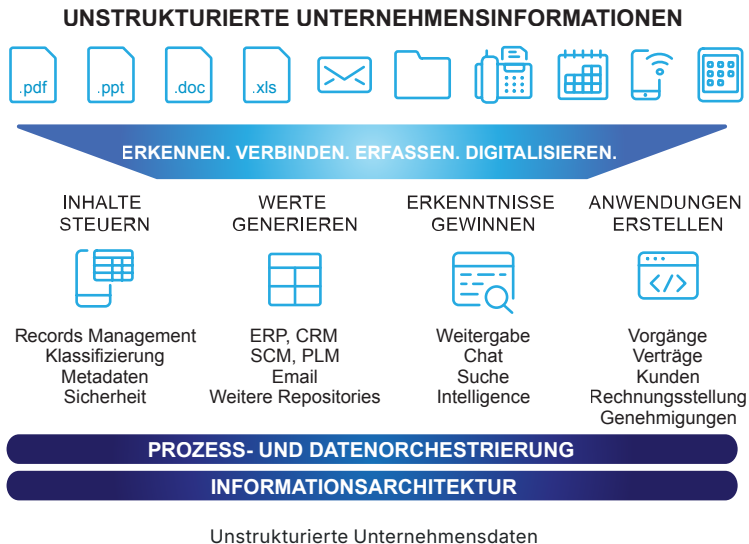 UNSTRUKTURIERTE UNTERNEHMENSINFORMATIONEN
.pdf
.ppt
.doc
.xls
ERKENNEN. VERBINDEN. ERFASSEN. DIGITALISIEREN.
INHALTE
STEUERN
Records Management
Klassifizierung
Metadaten
Sicherheit
WERTE
GENERIEREN
ERP, CRM
SCM, PLM
Email
Weitere Repositories
ERKENNTNISSE
GEWINNEN
Weitergabe
Chat
Suche
Intelligence
ANWENDUNGEN
ERSTELLEN
</>
Vorgänge
Verträge
Kunden
Rechnungsstellung
Genehmigungen
PROZESS- UND DATENORCHESTRIERUNG
INFORMATIONSARCHITEKTUR
Unstrukturierte Unternehmensdaten